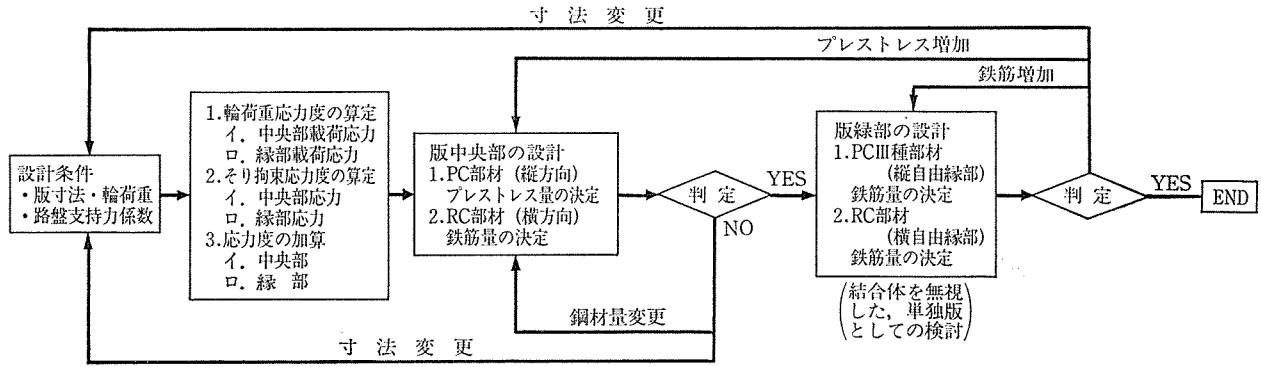 寸法変更
プレストレス増加
鉄筋増加
設計条件
・版寸法・輪荷重
・路盤支持力係数
1.輪荷重応力度の算定
イ.中央部載荷応力
ロ.縁部載荷応力
2.そり拘束応力度の算定
イ.中央部応力
ロ.縁部応力
3.応力度の加算
イ.中央部
ロ.縁 部
版中央部の設計
1.PC部材(縦方向)
プレストレス量の決定
2.RC部材(横方向)
鉄筋量の決定
判 定
YES
NO
版縁部の設計
1.PCⅢ種部材
(縦自由縁部)
鉄筋量の決定
2.RC部材
(横自由縁部)
鉄筋量の決定
(結合体を無視
した,単独版
としての検討)
判 定
YES
END
鋼材量変更
寸法変更